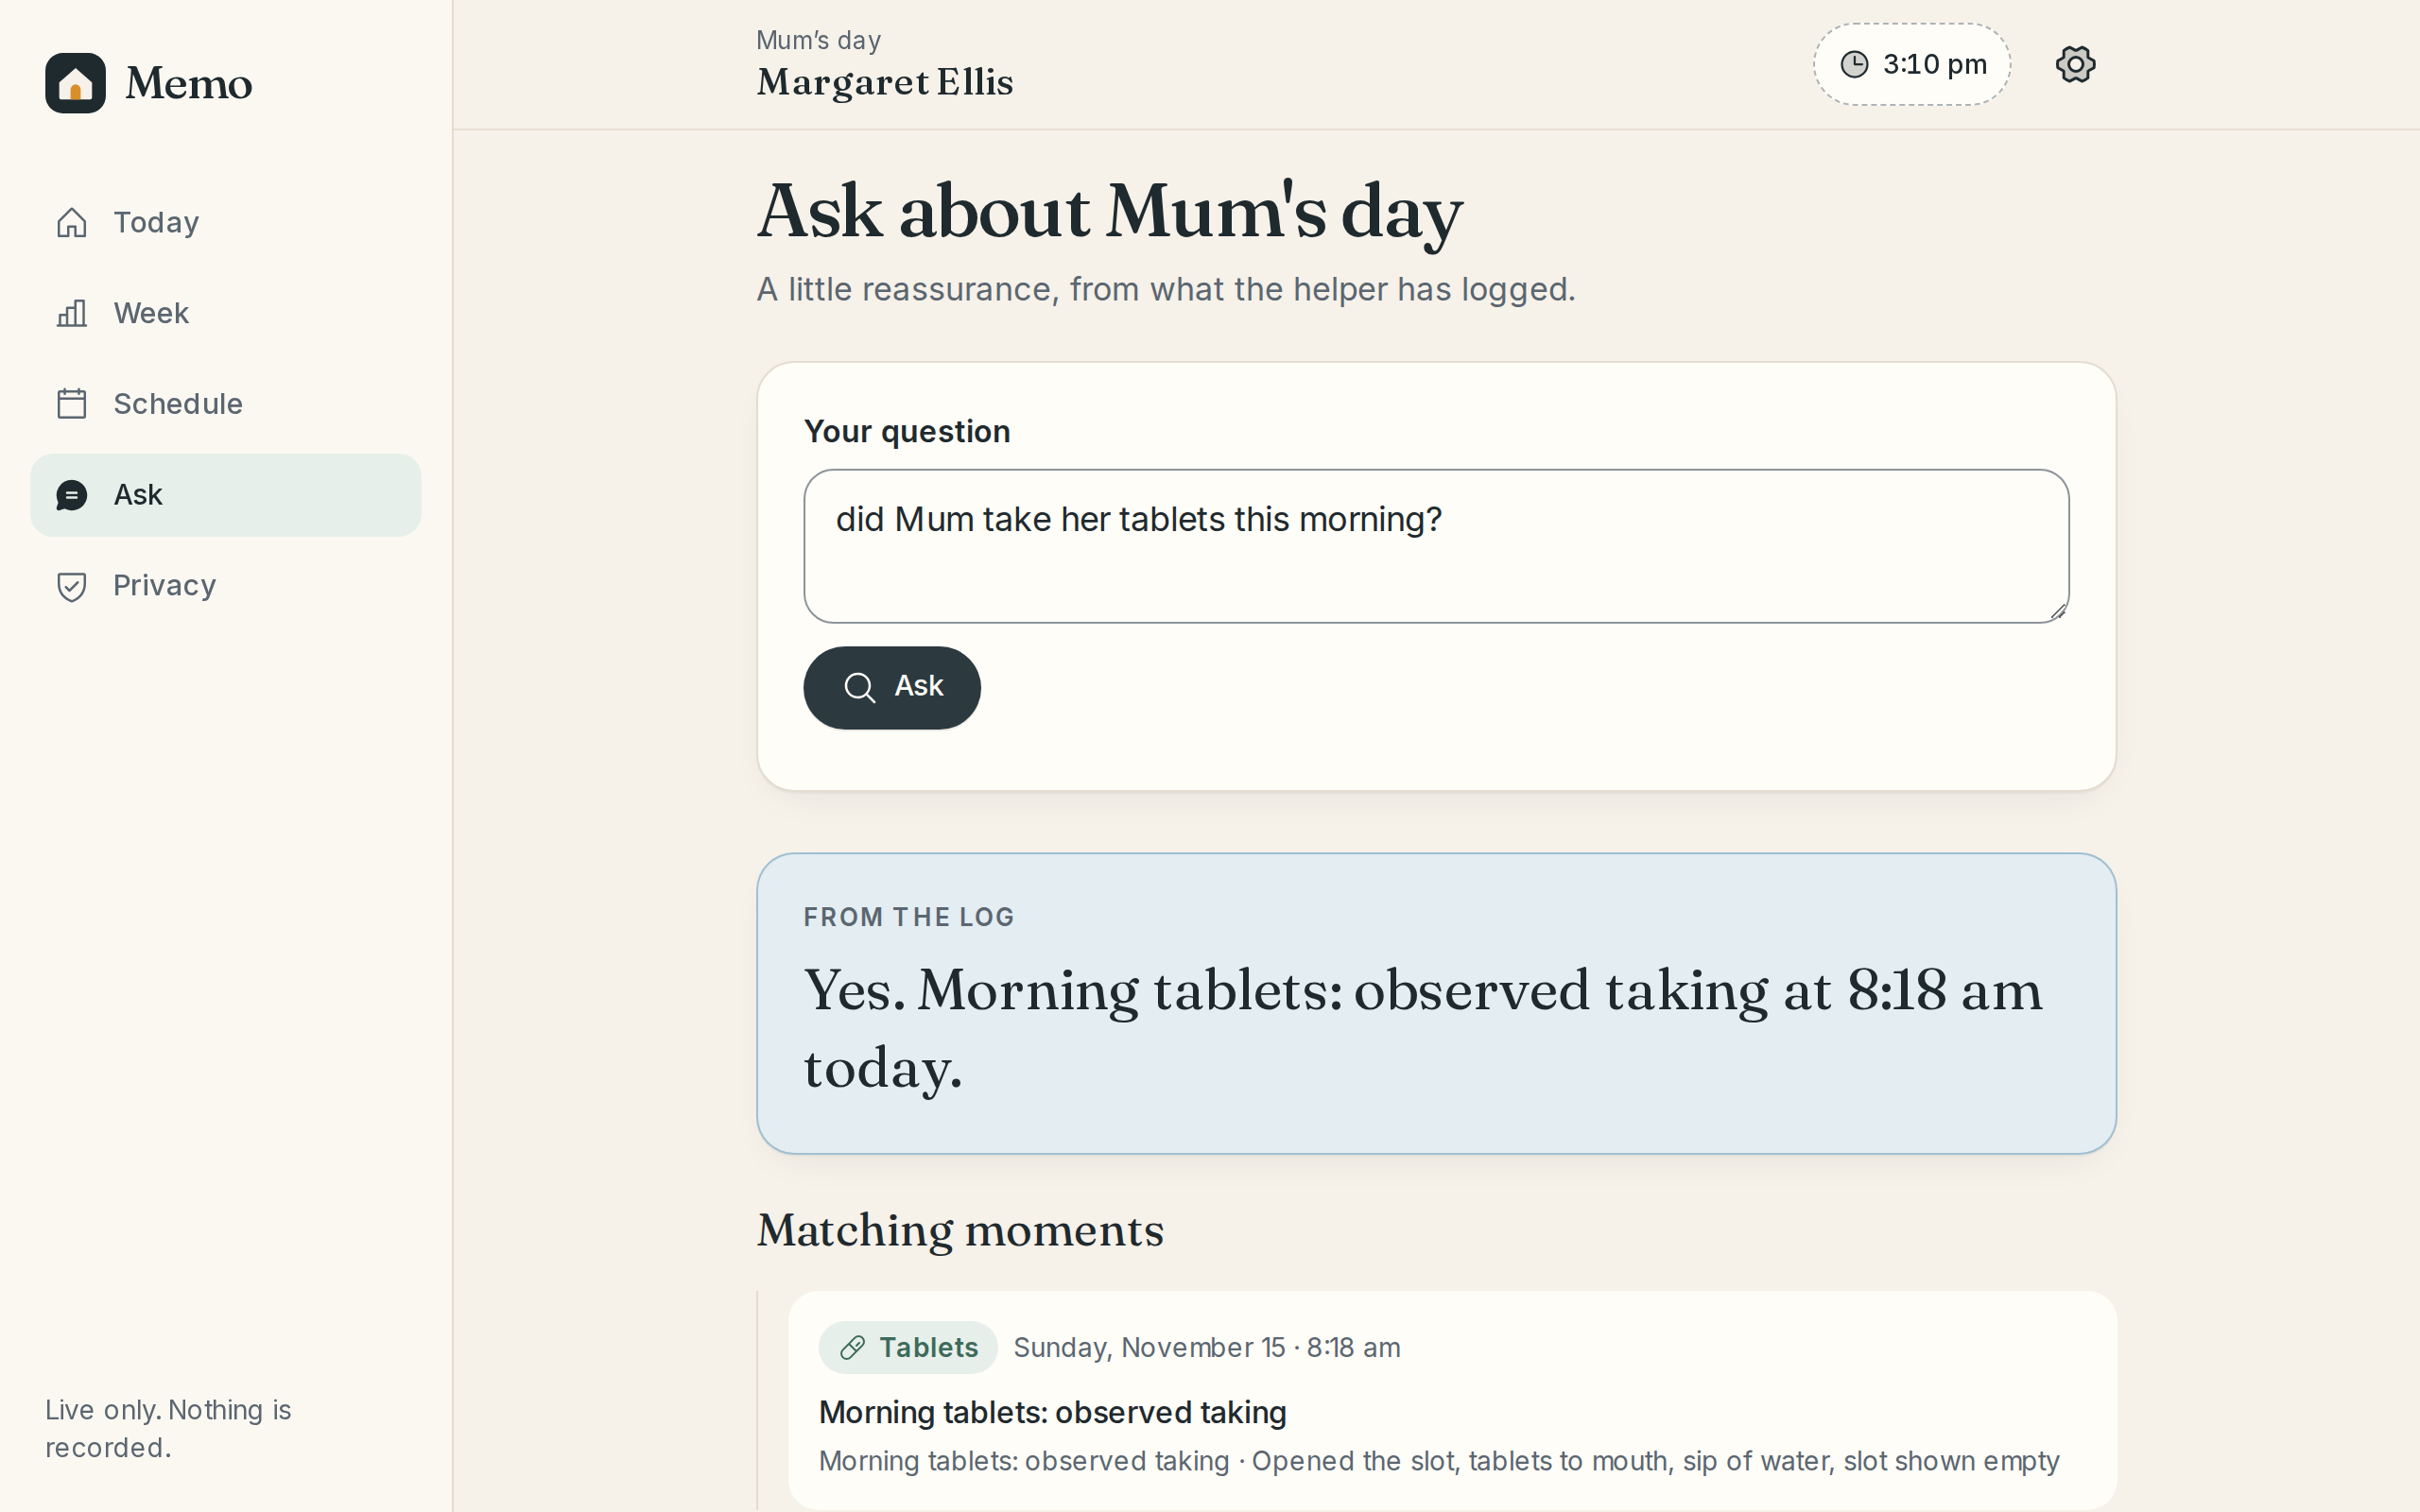 Memo
Today
Week
Schedule
Ask
Privacy
Live only. Nothing is
recorded.
Mum’s day
Margaret Ellis
3:10 pm
Ask about Mum's day
A little reassurance, from what the helper has logged.
Your question
did Mum take her tablets this morning?
Ask
FROM THE LOG
Yes. Morning tablets: observed taking at 8:18 am
today.
Matching moments
Tablets Sunday, November 15 · 8:18 am
Morning tablets: observed taking
Morning tablets: observed taking · Opened the slot, tablets to mouth, sip of water, slot shown empty